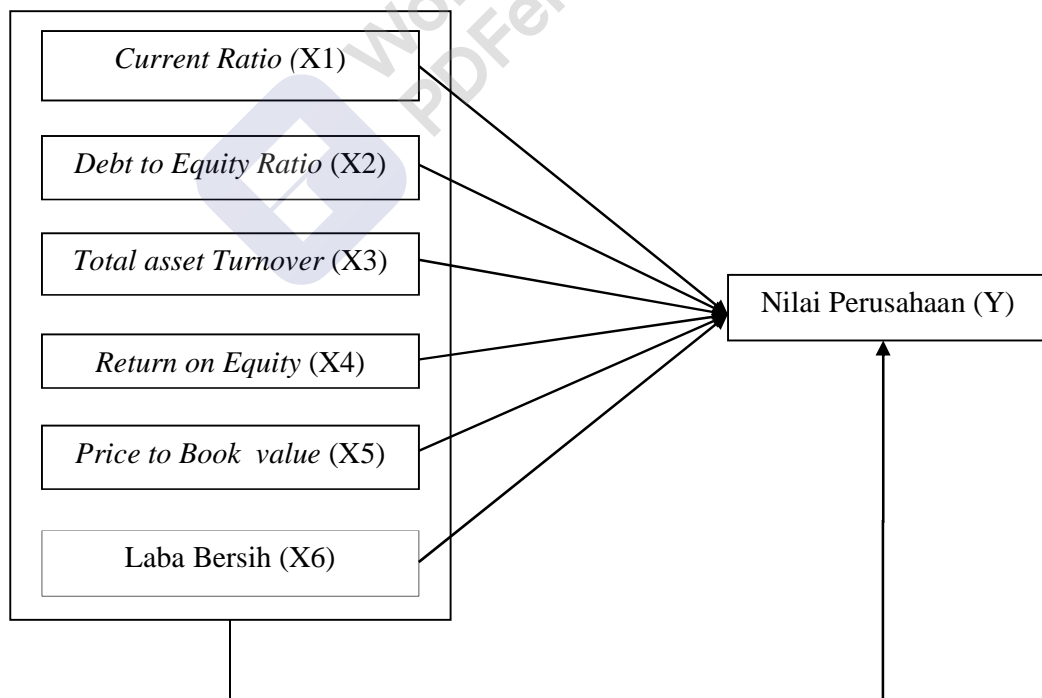 Current Ratio (X1)
Debt to Equity Ratio (X2)
Total asset Turnover (X3)
Return on Equity (X4)
Price to Book value (X5)
Laba Bersih (X6)
Nilai Perusahaan (Y)